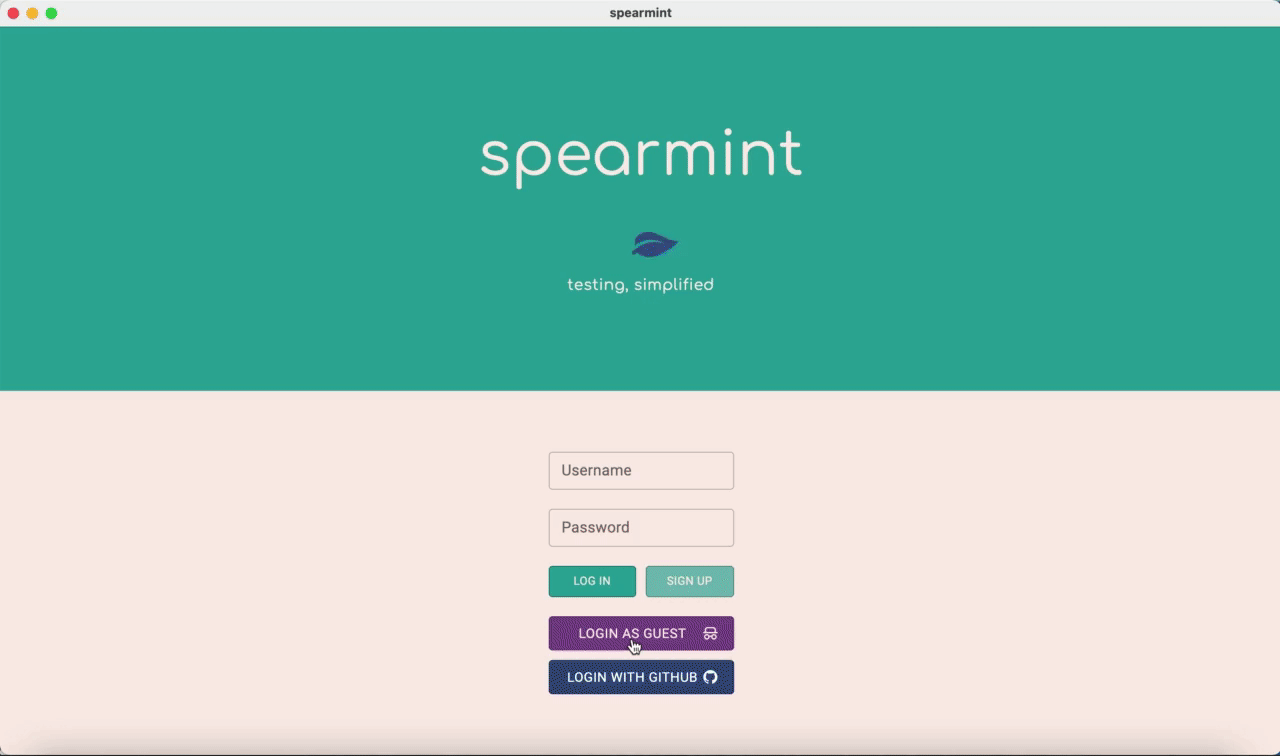 spearmint
spearmint
testing, simplified
Username
Password
LOG IN SIGN UP
LOGIN AS GUEST
LOGIN WITH GITHUB